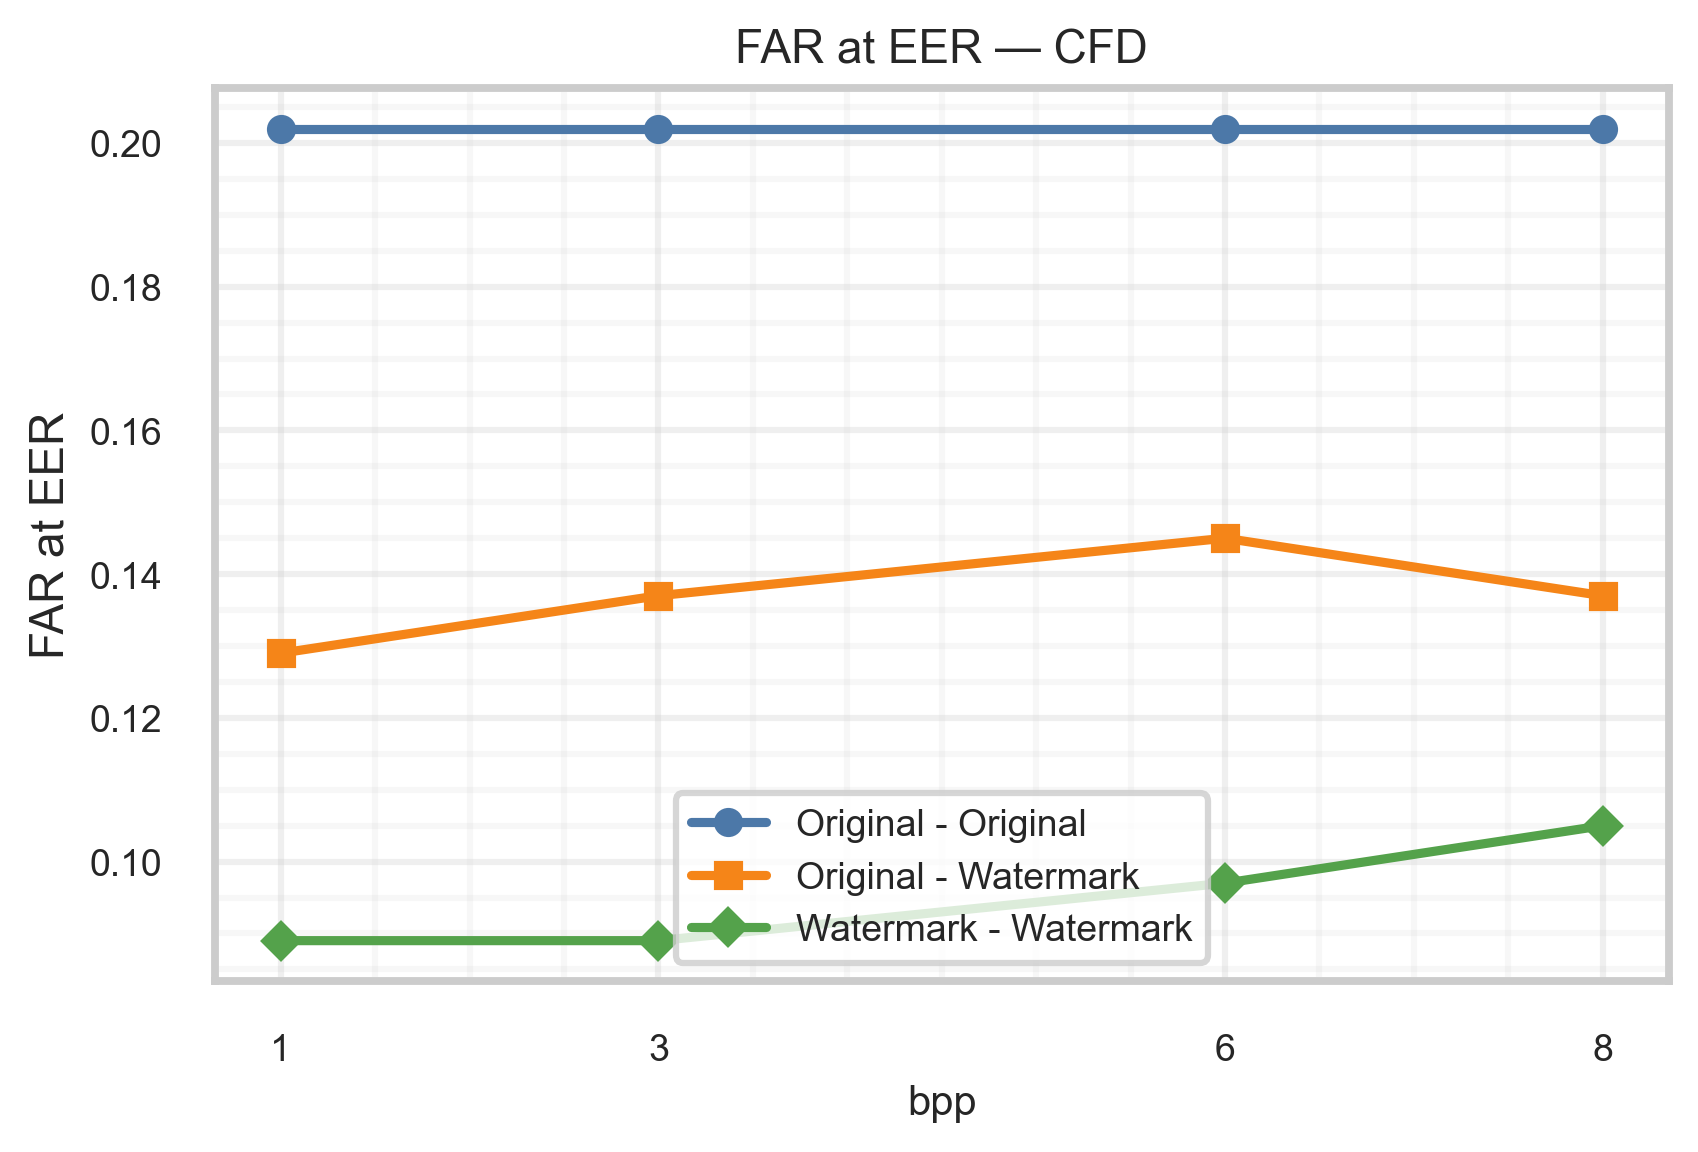 FAR at EER — CFD
FAR at EER
0.20
0.18
0.16
0.14
0.12
0.10
Original - Original
Original - Watermark
Watermark - Watermark
1 3 6 8
bpp